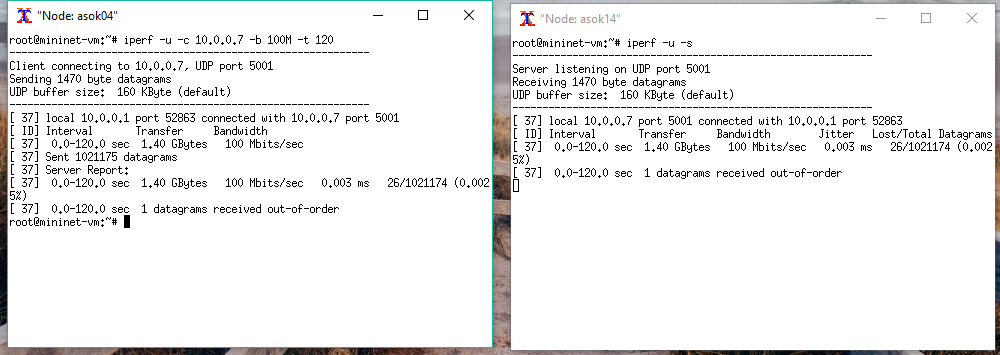 "Node: asok04"
root@mininet-vm:~# iperf -u -c 10.0.0.7 -b 100M -t 120
------------------------------------------------------------
Client connecting to 10.0.0.7, UDP port 5001
Sending 1470 byte datagrams
UDP buffer size:  160 KByte (default)
------------------------------------------------------------
[ 37] local 10.0.0.1 port 52863 connected with 10.0.0.7 port 5001
[ ID] Interval       Transfer     Bandwidth
[ 37]  0.0-120.0 sec  1.40 GBytes   100 Mbits/sec
[ 37] Sent 1021175 datagrams
[ 37] Server Report:
[ 37]  0.0-120.0 sec  1.40 GBytes   100 Mbits/sec   0.003 ms   26/1021174 (0.002
5%)
[ 37]  0.0-120.0 sec  1 datagrams received out-of-order
root@mininet-vm:~#
"Node: asok14"
root@mininet-vm:~# iperf -u -s
------------------------------------------------------------
Server listening on UDP port 5001
Receiving 1470 byte datagrams
UDP buffer size:  160 KByte (default)
------------------------------------------------------------
[ 37] local 10.0.0.7 port 5001 connected with 10.0.0.1 port 52863
[ ID] Interval       Transfer     Bandwidth        Jitter   Lost/Total Datagrams
[ 37]  0.0-120.0 sec  1.40 GBytes   100 Mbits/sec   0.003 ms   26/1021174 (0.002
5%)
[ 37]  0.0-120.0 sec  1 datagrams received out-of-order